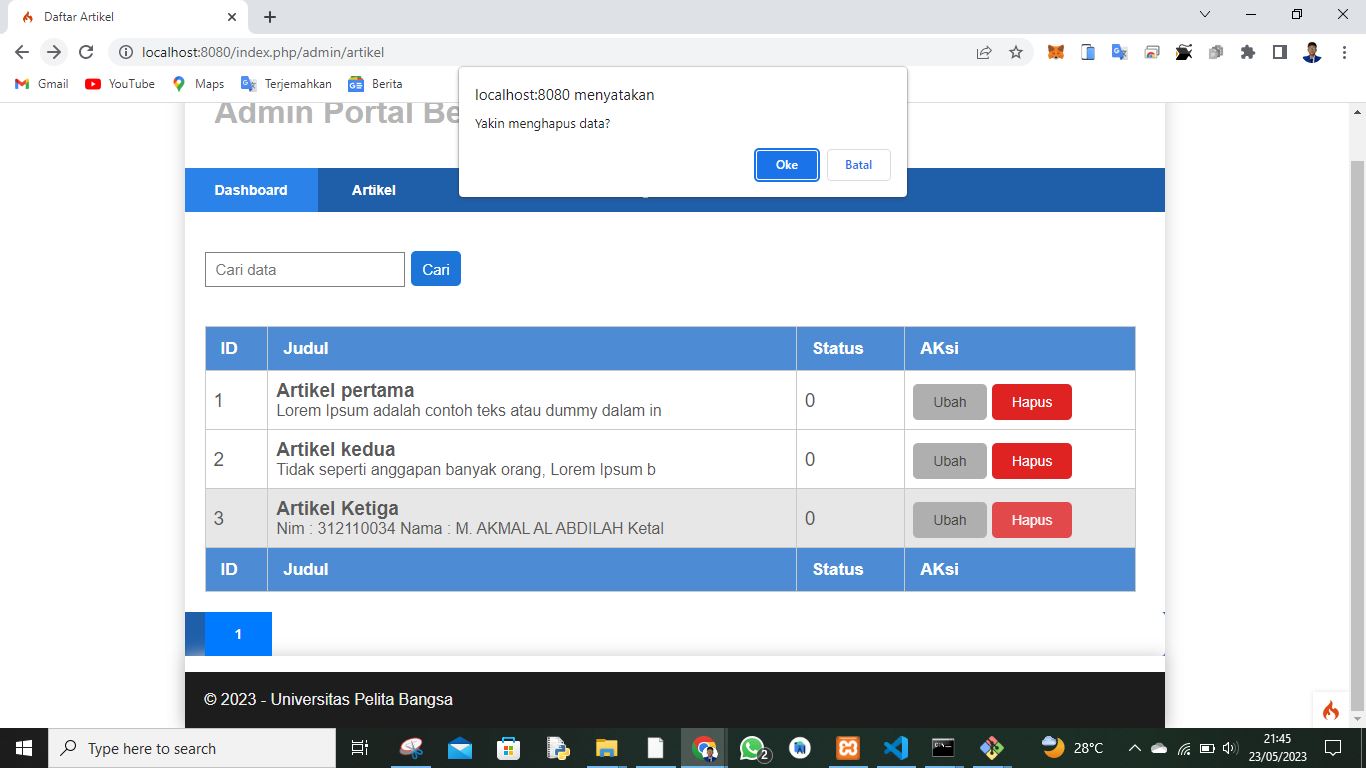 Daftar Artikel
localhost:8080/index.php/admin/artikel
Gmail YouTube Maps Terjemahkan Berita
localhost:8080 menyatakan
Yakin menghapus data?
Oke Batal
Admin Portal Be
Dashboard Artikel
Cari data Cari
ID Judul Status AKsi
1 Artikel pertama 0 Ubah Hapus
Lorem Ipsum adalah contoh teks atau dummy dalam in
2 Artikel kedua 0 Ubah Hapus
Tidak seperti anggapan banyak orang, Lorem Ipsum b
3 Artikel Ketiga 0 Ubah Hapus
Nim : 312110034 Nama : M. AKMAL AL ABDILAH Ketal
ID Judul Status AKsi
1
© 2023 - Universitas Pelita Bangsa
Type here to search 2 28°C 21:45
23/05/2023